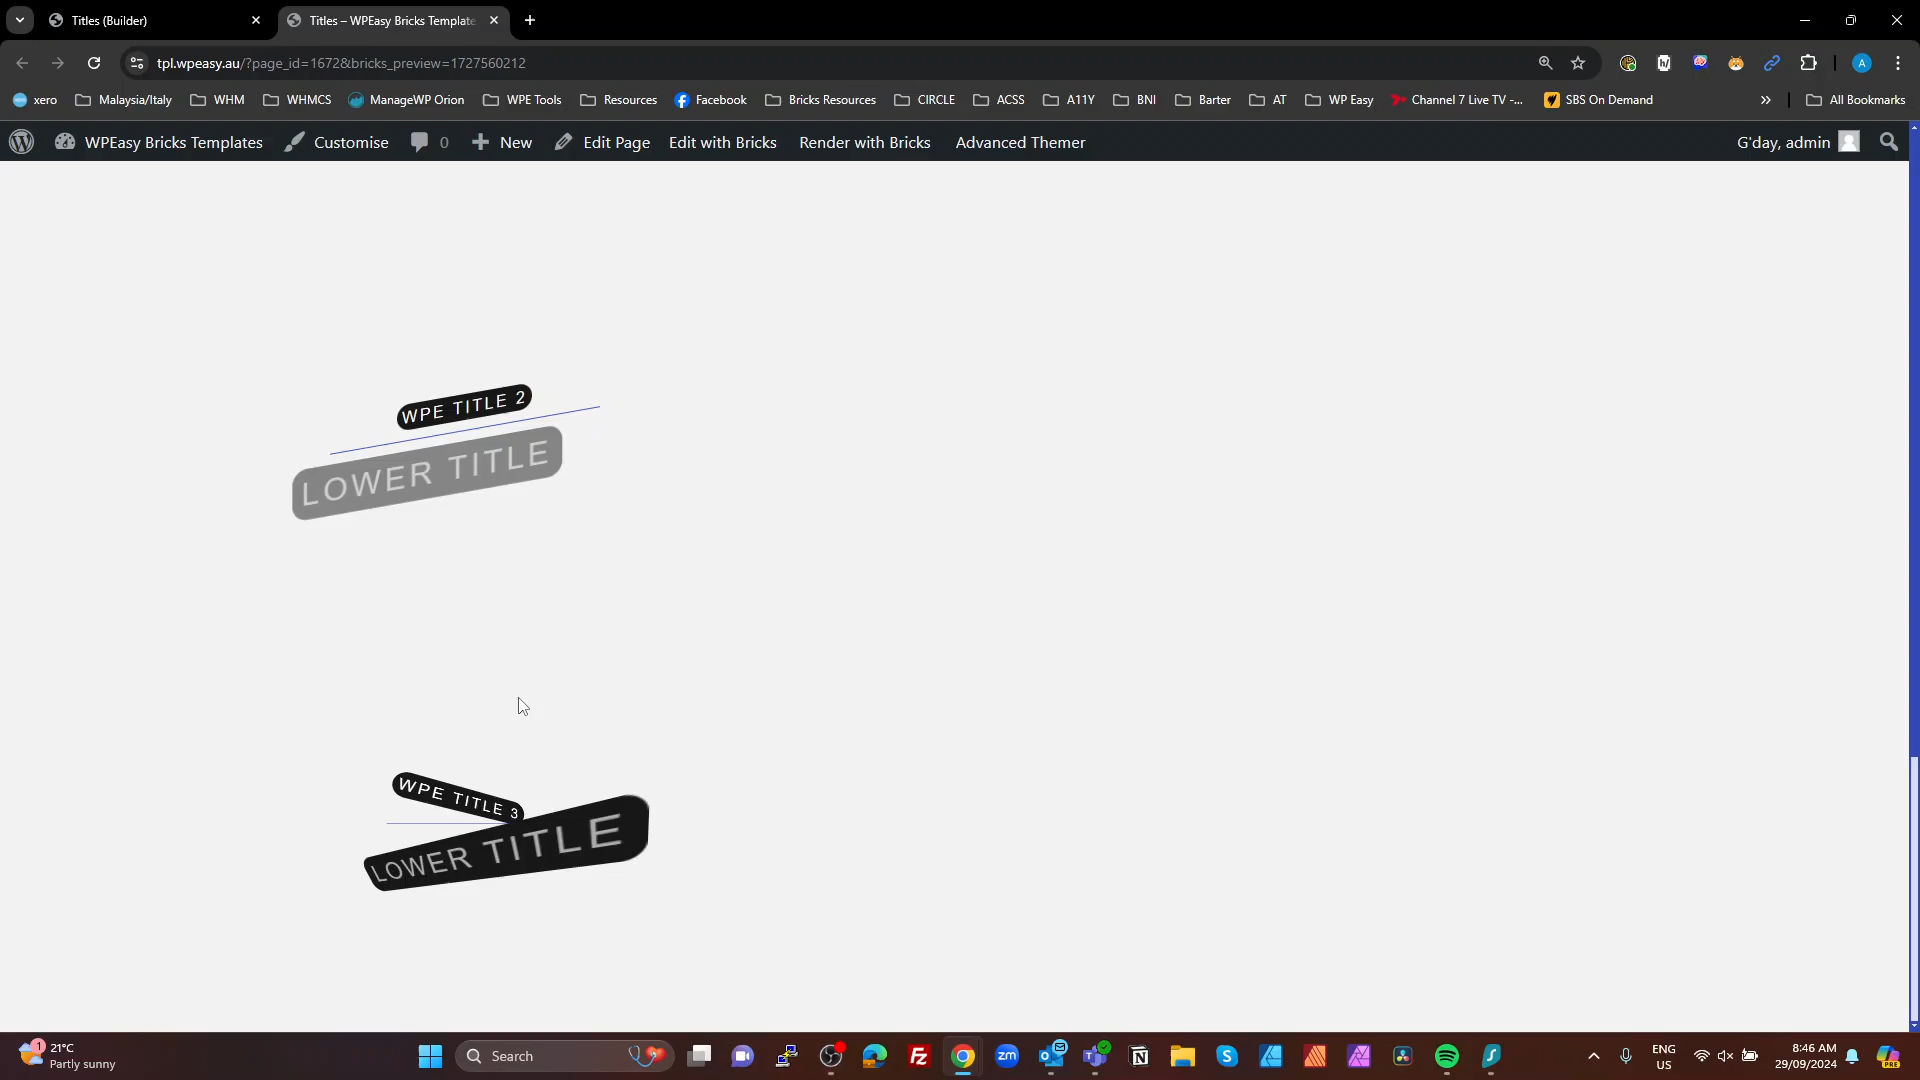 Titles (Builder)
Titles – WPEasy Bricks Template
tpl.wpeasy.au/?page_id=1672&bricks_preview=1727560212
A
xero
Malaysia/Italy
WHM
WHMCS
ManageWP Orion
WPE Tools
Resources
Facebook
Bricks Resources
CIRCLE
ACSS
A11Y
BNI
Barter
AT
WP Easy
Channel 7 Live TV -...
SBS On Demand
All Bookmarks
WPEasy Bricks Templates
Customise
0
New
Edit Page
Edit with Bricks
Render with Bricks
Advanced Themer
G'day, admin
WPE TITLE 2
LOWER TITLE
WPE TITLE 3
LOWER TITLE
1
21°C
Partly sunny
Search
zm
ENG
US
8:46 AM
29/09/2024
PRE